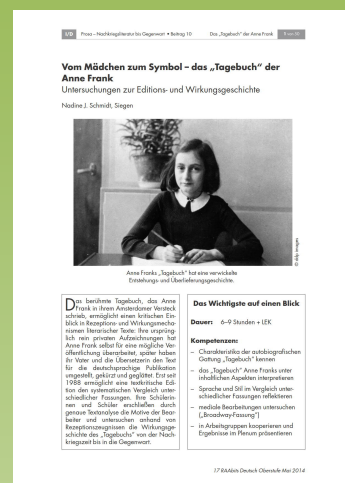 I/D Prosa – Nachkriegsliteratur bis Gegenwart • Beitrag 10 Das „Tagebuch“ der Anne Frank 1 von 50
Vom Mädchen zum Symbol – das „Tagebuch“ der
Anne Frank
Untersuchungen zur Editions- und Wirkungsgeschichte
Nadine J. Schmidt, Siegen
© dpp images
Anne Franks „Tagebuch“ hat eine verwickelte
Entstehungs- und Überlieferungsgeschichte.
Das berühmte Tagebuch, das Anne
Frank in ihrem Amsterdamer Versteck
schrieb, ermöglicht einen kritischen Ein-
blick in Rezeptions- und Wirkungsmecha-
nismen literarischer Texte: Ihre ursprüng-
lich rein privaten Aufzeichnungen hat
Anne Frank selbst für eine mögliche Ver-
öffentlichung überarbeitet, später haben
ihr Vater und die Übersetzerin den Text
für die deutschsprachige Publikation
umgestellt, gekürzt und geglättet. Erst seit
1988 ermöglicht eine textkritische Edi-
tion den systematischen Vergleich unter-
schiedlicher Fassungen. Ihre Schülerin-
nen und Schüler erschließen durch
genaue Textanalyse die Motive der Bear-
beiter und untersuchen anhand von
Rezeptionszeugnissen die Wirkungsge-
schichte des „Tagebuchs“ von der Nach-
kriegszeit bis in die Gegenwart.
Das Wichtigste auf einen Blick
Dauer: 6–9 Stunden + LEK
Kompetenzen:
– Charakteristika der autobiografischen
Gattung „Tagebuch“ kennen
– das „Tagebuch“ Anne Franks unter
inhaltlichen Aspekten interpretieren
– Sprache und Stil im Vergleich unter-
schiedlicher Fassungen reflektieren
– mediale Bearbeitungen untersuchen
(„Broadway-Fassung“)
– in Arbeitsgruppen kooperieren und
Ergebnisse im Plenum präsentieren
17 RAAbits Deutsch Oberstufe Mai 2014